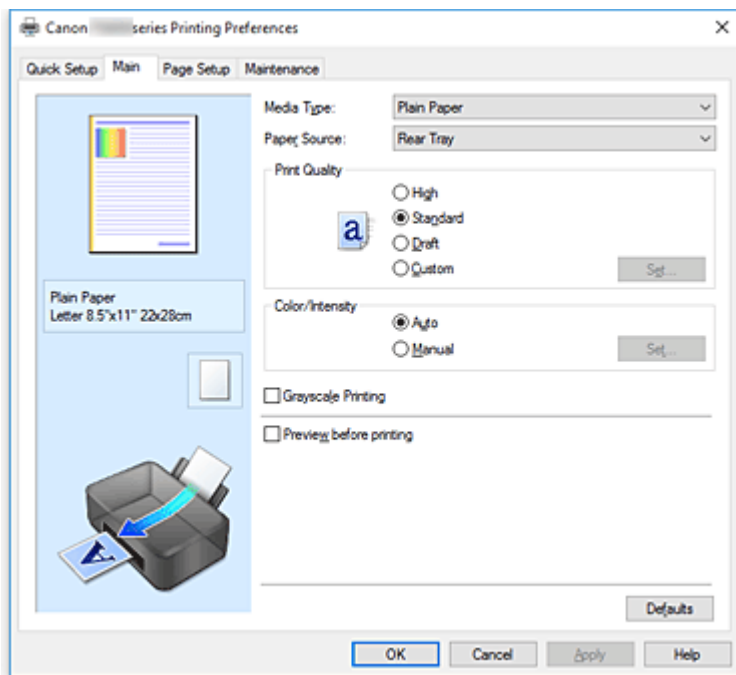 Canon series Printing Preferences
Quick Setup Main Page Setup Maintenance
Media Type: Plain Paper
Paper Source: Rear Tray
Print Quality
High
Standard
Draft
Custom Set...
Color/Intensity
Auto
Manual Set...
Grayscale Printing
Preview before printing
a
Plain Paper
Letter 8.5"x11" 22x28cm
A
Defaults
OK Cancel Apply Help